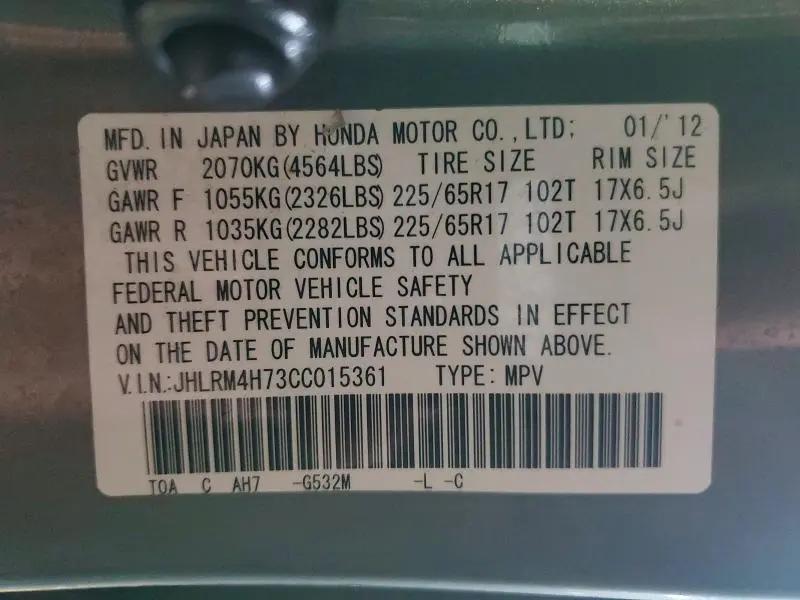 MFD. IN JAPAN BY HONDA MOTOR CO.,LTD: 01/'12
GVWR 2070KG(4564LBS) TIRE SIZE RIM SIZE
GAWR F 1055KG(2326LBS) 225/65R17 102T 17X6.5J
GAWR R 1035KG(2282LBS) 225/65R17 102T 17X6.5J
THIS VEHICLE CONFORMS TO ALL APPLICABLE
FEDERAL MOTOR VEHICLE SAFETY
AND THEFT PREVENTION STANDARDS IN EFFECT
ON THE DATE OF MANUFACTURE SHOWN ABOVE.
V.I.N.:JHLRM4H73CC015361 TYPE: MPV
T0A C AH7 -G532M -L -C